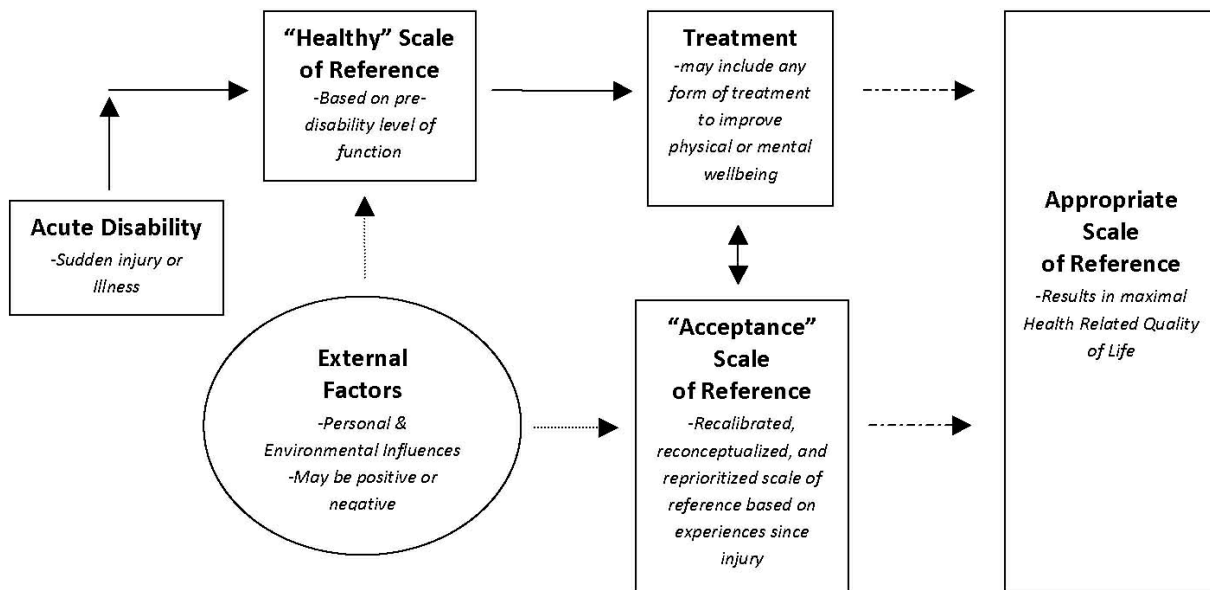 “Healthy” Scale
of Reference
-Based on pre-
disability level of
function
Treatment
-may include any
form of treatment
to improve
physical or mental
wellbeing
Acute Disability
-Sudden injury or
Illness
External
Factors
-Personal &
Environmental Influences
-May be positive or
negative
“Acceptance”
Scale
of Reference
-Recalibrated,
reconceptualized, and
reprioritized scale of
reference based on
experiences since
injury
Appropriate
Scale
of Reference
-Results in maximal
Health Related Quality
of Life